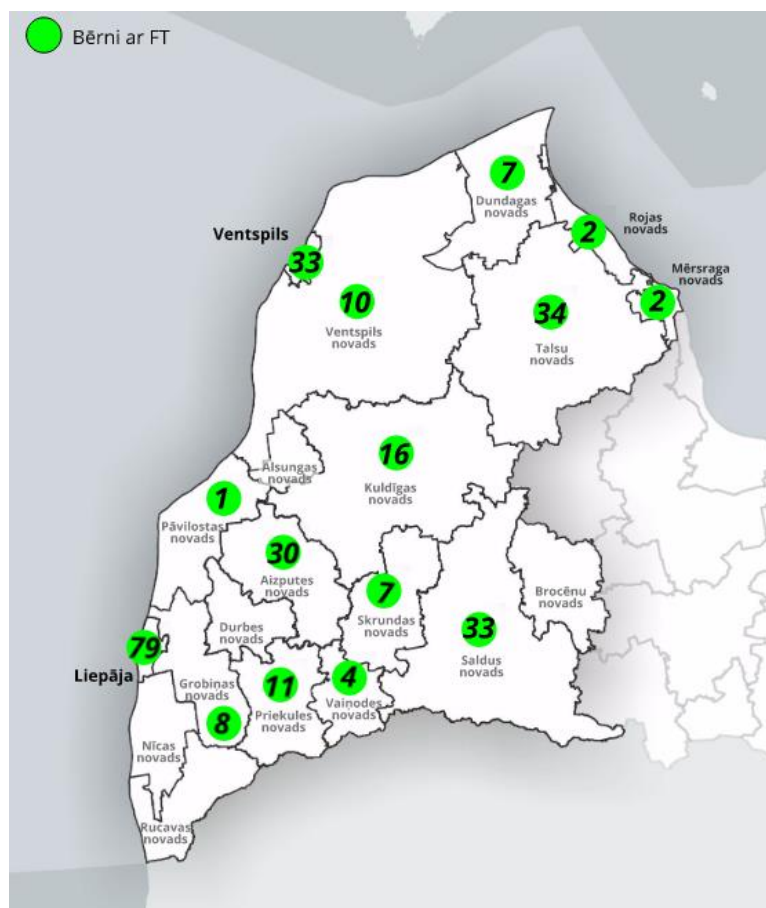 Bērni ar FT
7
Dundagas
novads
2
Rojas
novads
Ventspils
33
Mērsraga
novads
2
10
Ventspils
novads
34
Talsu
novads
16
Kuldīgas
novads
Alsungas
novads
1
Pāvilostas
novads
30
Aizputes
novads
7
Skrundas
novads
Brocēnu
novads
33
Saldus
novads
Durbes
novads
79
Liepāja
Grobiņas
novads
8
11
Priekules
novads
4
Vaiņodes
novads
Nīcas
novads
Rucavas
novads